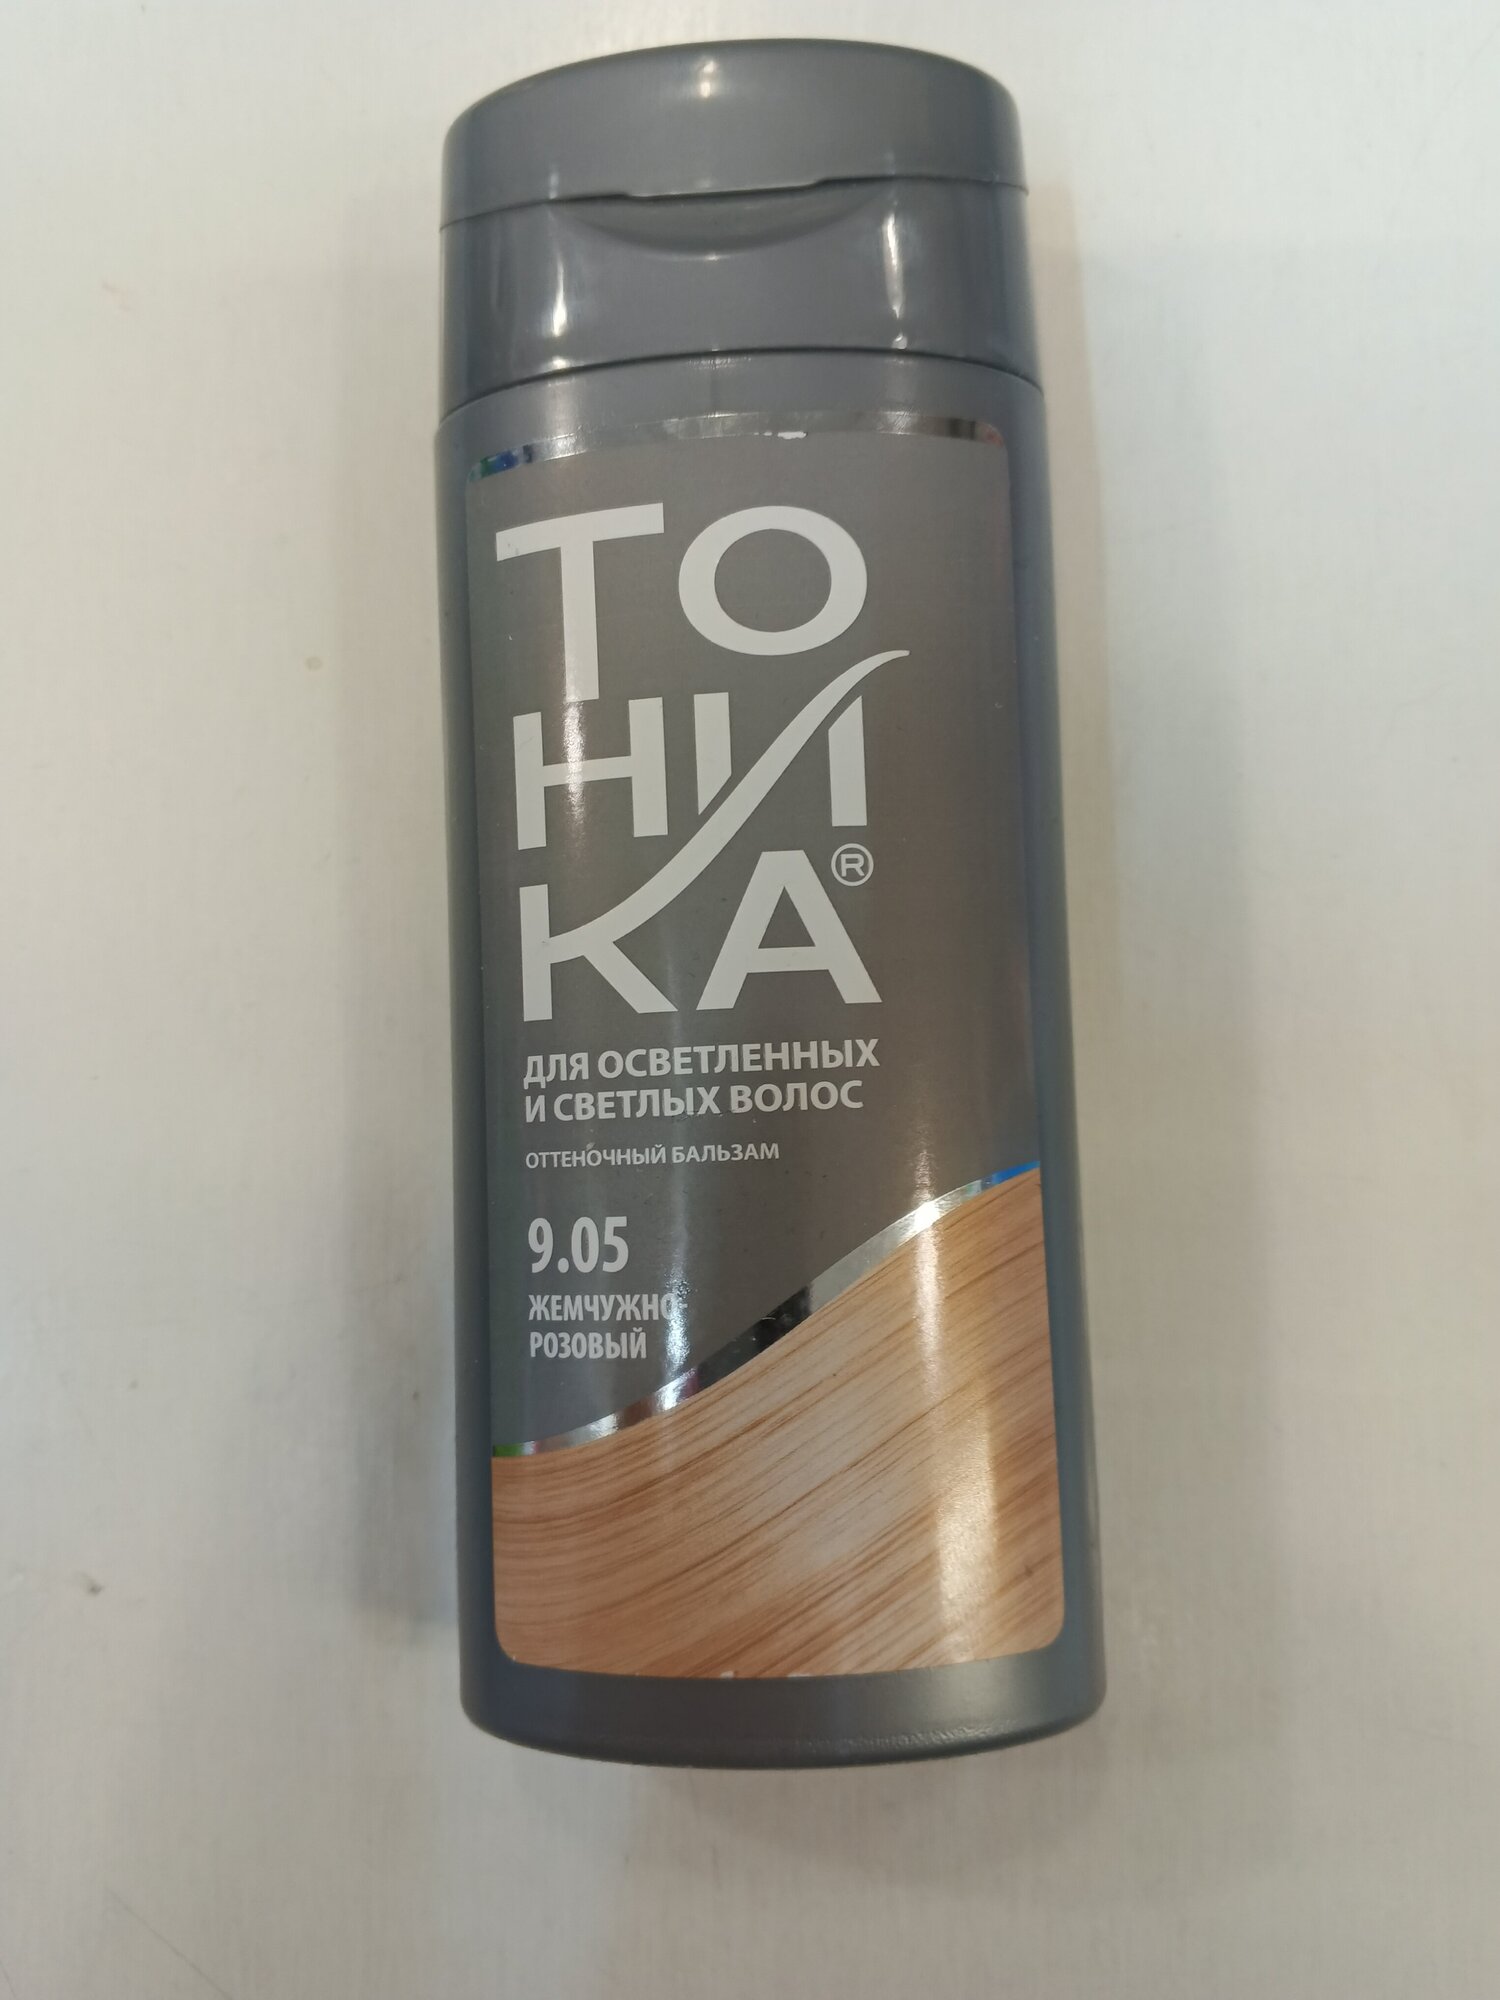 ТО
НИ
КА®
ДЛЯ ОСВЕТЛЕННЫХ
И СВЕТЛЫХ ВОЛОС
ОТТЕНОЧНЫЙ БАЛЬЗАМ
9.05
ЖЕМЧУЖНО-
РОЗОВЫЙ